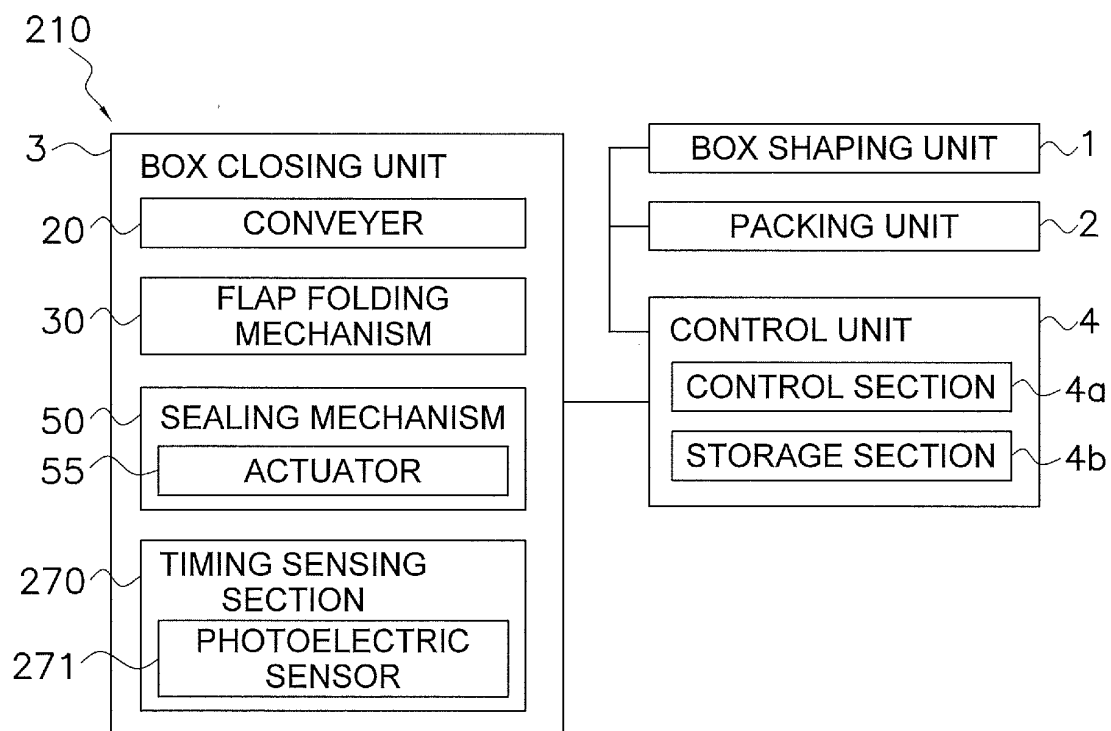 210
3
BOX CLOSING UNIT
20
CONVEYER
30
FLAP FOLDING
MECHANISM
50
SEALING MECHANISM
55
ACTUATOR
270
TIMING SENSING
SECTION
271
PHOTOELECTRIC
SENSOR
BOX SHAPING UNIT
1
PACKING UNIT
2
CONTROL UNIT
4
CONTROL SECTION
4a
STORAGE SECTION
4b